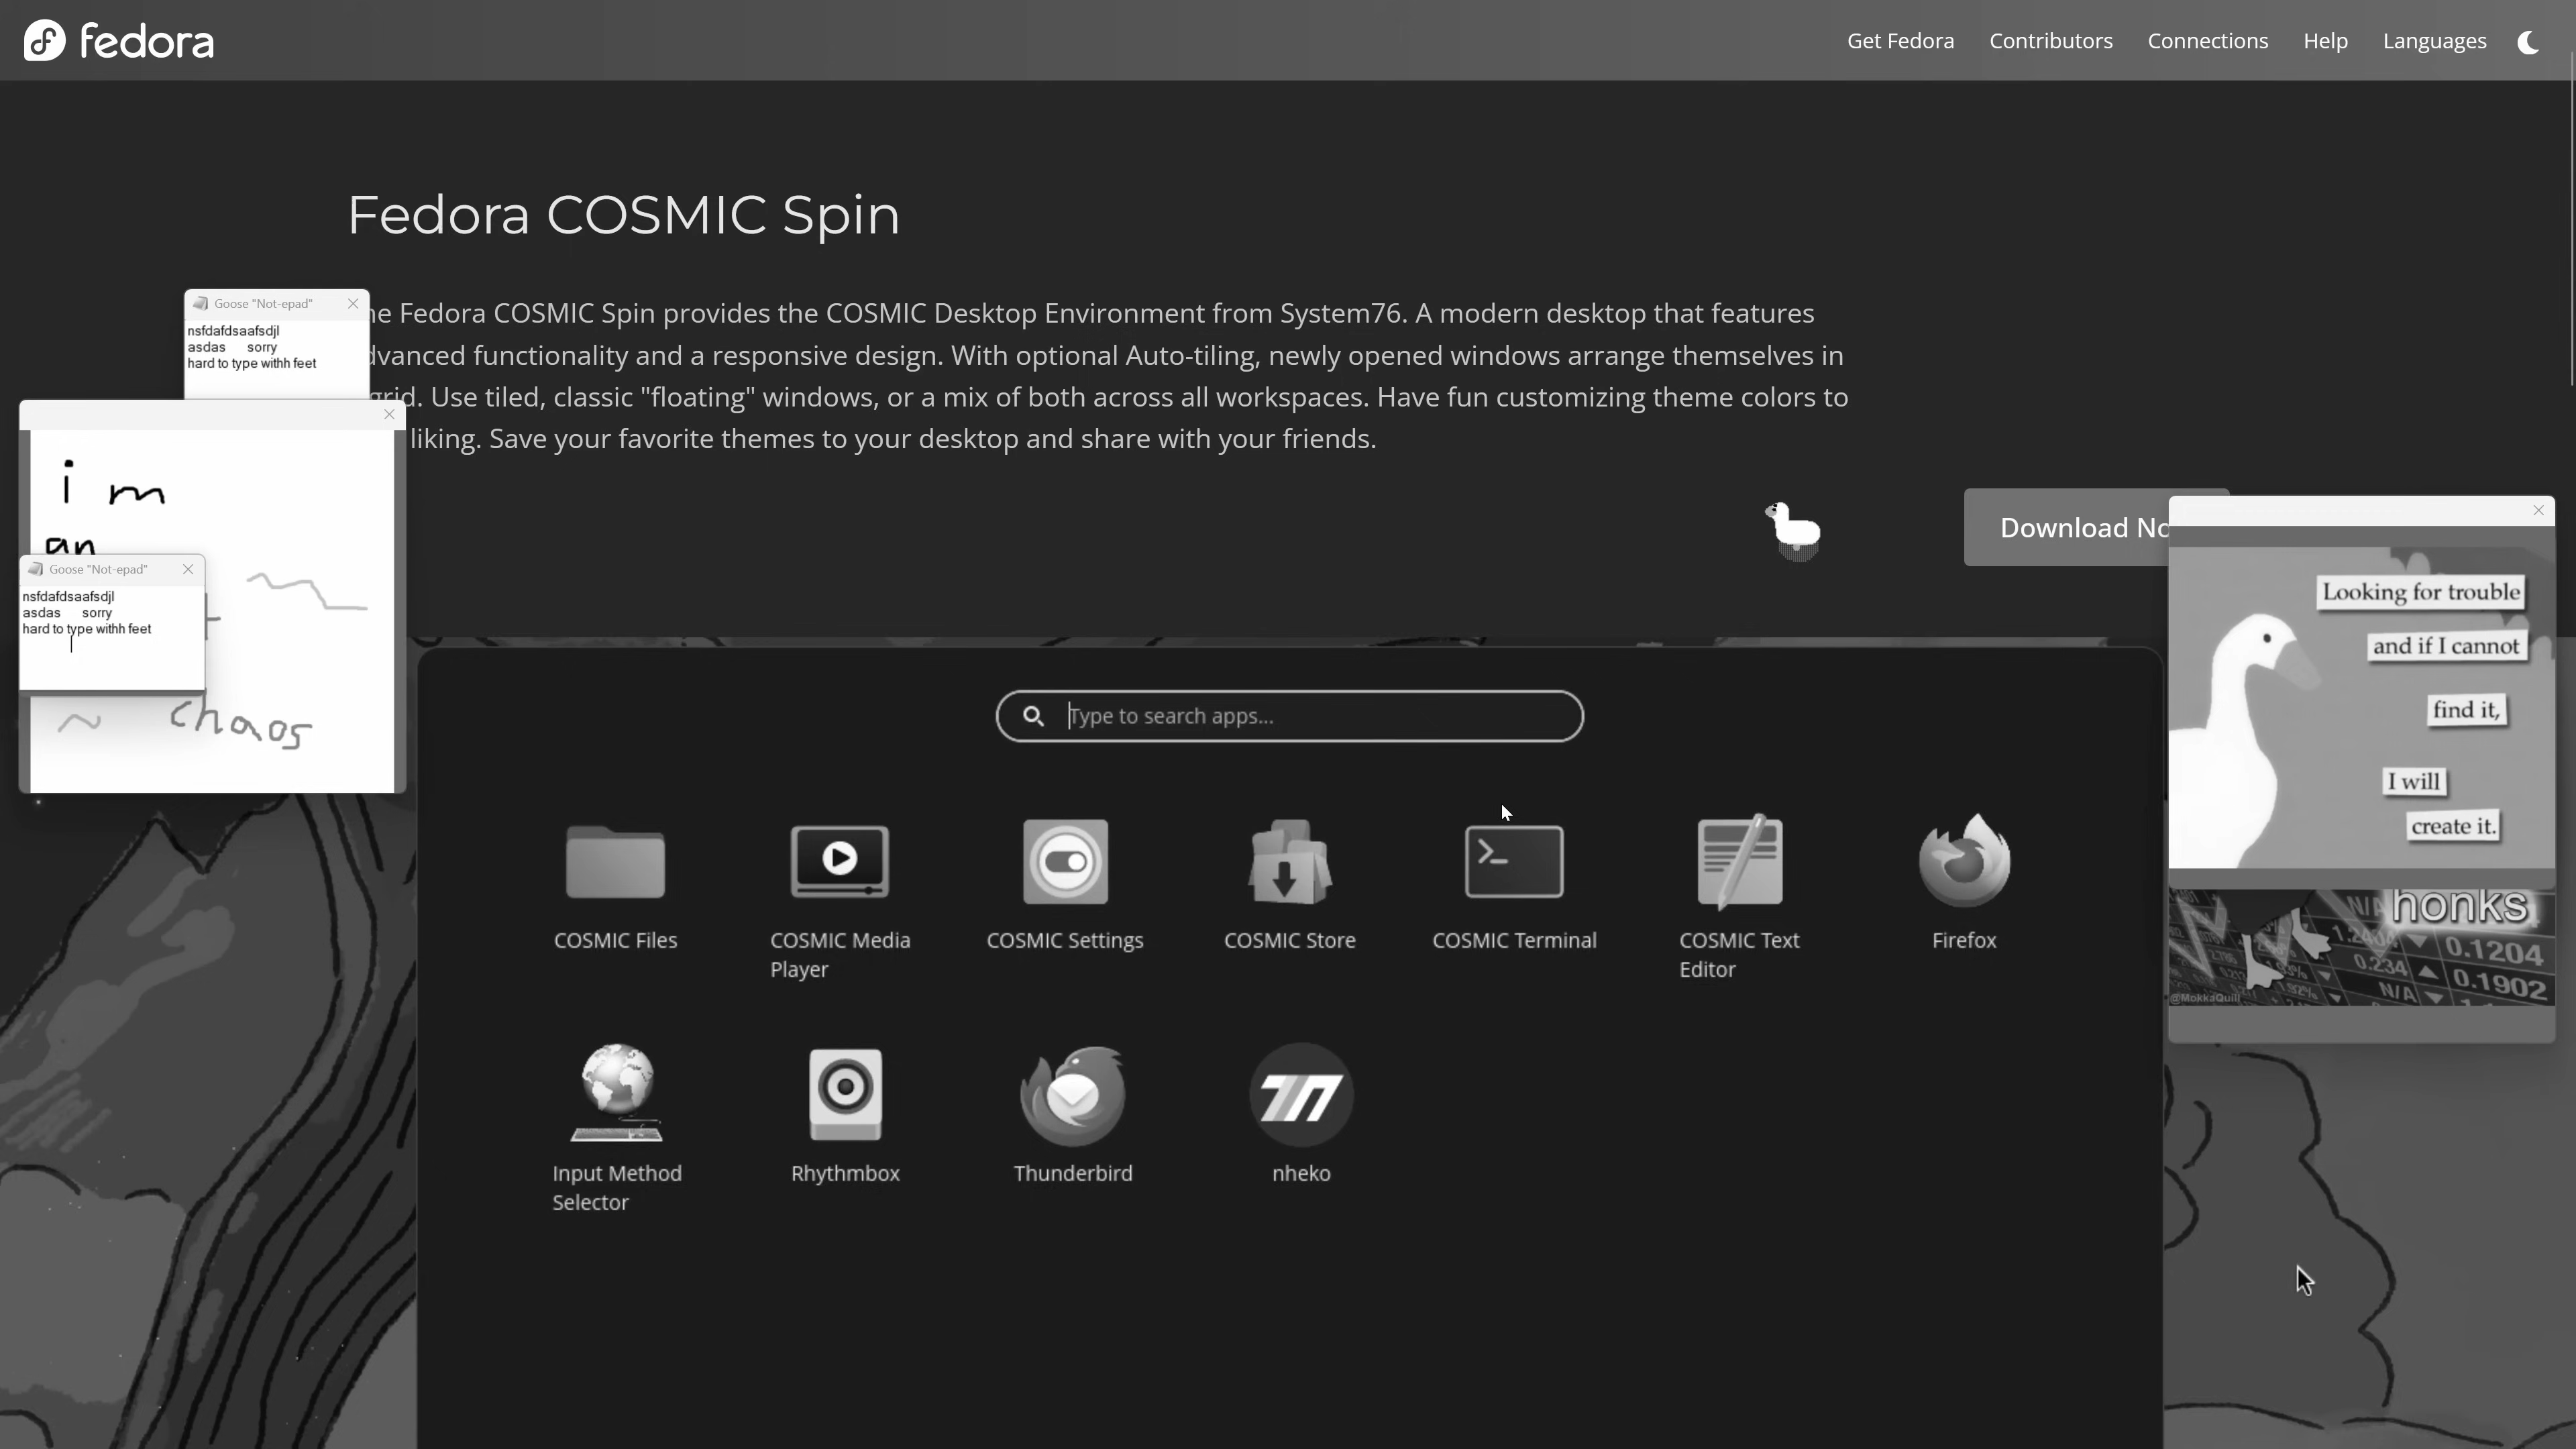 fedora
Get Fedora
Contributors
Connections
Help
Languages
Fedora COSMIC Spin
he Fedora COSMIC Spin provides the COSMIC Desktop Environment from System76. A modern desktop that features
dvanced functionality and a responsive design. With optional Auto-tiling, newly opened windows arrange themselves in
grid. Use tiled, classic "floating" windows, or a mix of both across all workspaces. Have fun customizing theme colors to
liking. Save your favorite themes to your desktop and share with your friends.
Goose "Not-epad"
nsfdafdsaafsdjl
asdas sorry
hard to type withh feet
i m
an
Goose "Not-epad"
nsfdafdsaafsdjl
asdas sorry
hard to type withh feet
chaos
Download No
Looking for trouble
and if I cannot
find it,
I will
create it.
honks
0.1204
0.234
0.1902
N/A
@MokkaQuill
Type to search apps...
COSMIC Files
COSMIC Media
Player
COSMIC Settings
COSMIC Store
COSMIC Terminal
COSMIC Text
Editor
Firefox
Input Method
Selector
Rhythmbox
Thunderbird
nheko